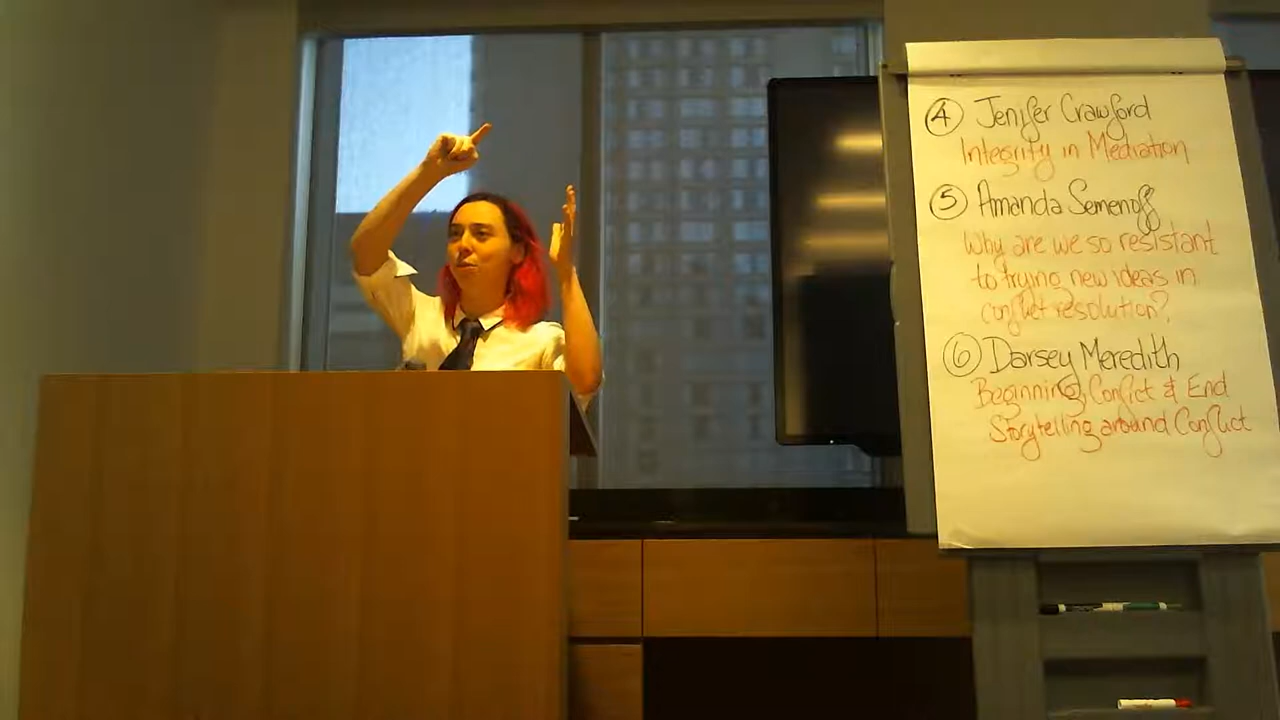 4 Jenifer Crawford
Integrity in Mediation
5 Amanda Semenoff
Why are we so resistant
to trying new ideas in
conflict resolution?
6 Dorsey Meredith
Beginning, Conflict & End
Storytelling around Conflict